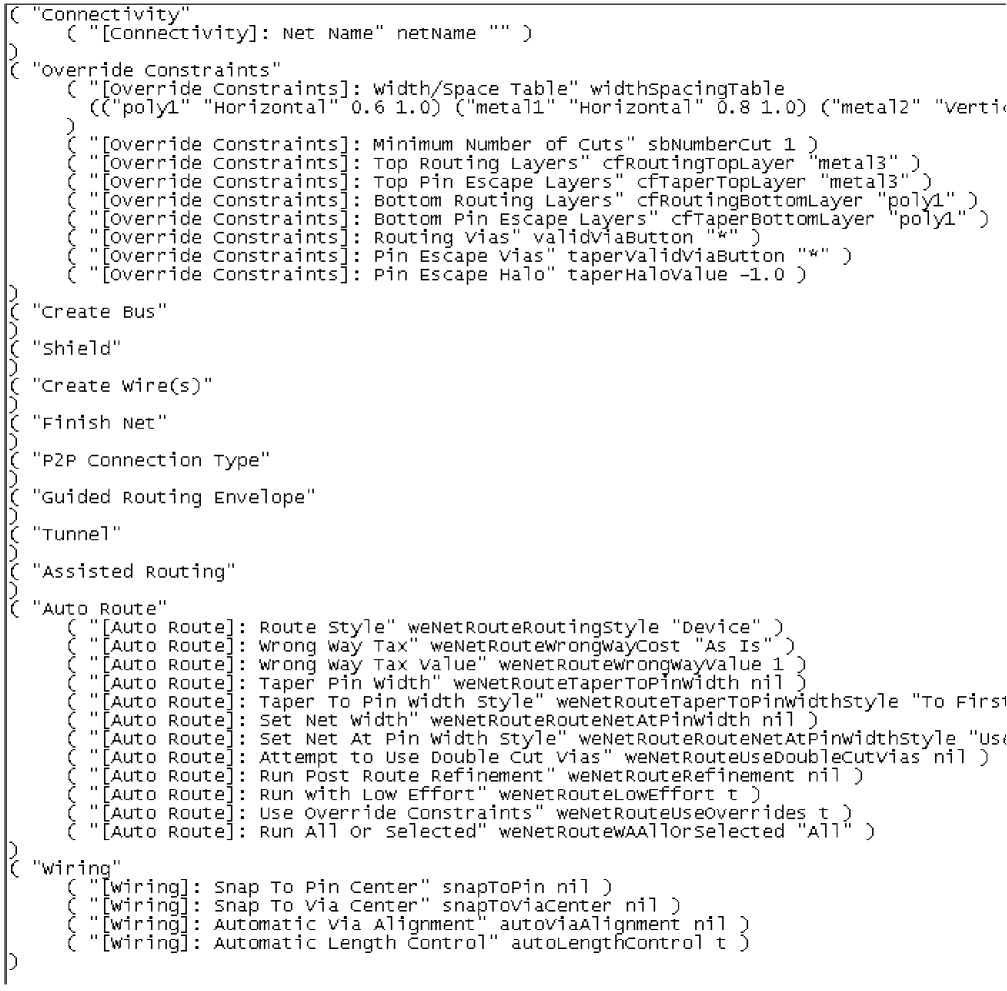 ( "Connectivity"
( "[Connectivity]: Net Name" netName "" )
)
( "Override Constraints"
( "[Override Constraints]: Width/Space Table" widthSpacingTable
(("poly1" "Horizontal" 0.6 1.0) ("metal1" "Horizontal" 0.8 1.0) ("metal2"
)
( "[Override Constraints]: Minimum Number of Cuts" sbNumberCut 1 )
( "[Override Constraints]: Top Routing Layers" cfRoutingTopLayer "metal3" )
( "[Override Constraints]: Top Pin Escape Layers" cfTaperTopLayer "metal3" )
( "[Override Constraints]: Bottom Routing Layers" cfRoutingBottomLayer "poly1" )
( "[Override Constraints]: Bottom Pin Escape Layers" cfTaperBottomLayer "poly1" )
( "[Override Constraints]: Routing Vias" validViaButton "*" )
( "[Override Constraints]: Pin Escape Vias" taperValidViaButton "*" )
( "[Override Constraints]: Pin Escape Halo" taperHaloValue -1.0 )
)
( "Create Bus"
)
( "Shield"
)
( "Create Wire(s)"
)
( "Finish Net"
)
( "P2P Connection Type"
)
( "Guided Routing Envelope"
)
( "Tunnel"
)
( "Assisted Routing"
)
( "Auto Route"
( "[Auto Route]: Route Style" weNetRouteRoutingStyle "Device" )
( "[Auto Route]: Wrong Way Tax" weNetRouteWrongWayCost "As Is" )
( "[Auto Route]: Wrong Way Tax Value" weNetRouteWrongWayValue 1 )
( "[Auto Route]: Taper Pin Width" weNetRouteTaperToPinWidth nil )
( "[Auto Route]: Taper To Pin Width Style" weNetRouteTaperToPinWidthStyle "To First
( "[Auto Route]: Set Net Width" weNetRouteRouteNetAtPinWidth nil )
( "[Auto Route]: Set Net At Pin Width Style" weNetRouteRouteNetAtPinWidthStyle "Use
( "[Auto Route]: Attempt to Use Double Cut Vias" weNetRouteUseDoubleCutVias nil )
( "[Auto Route]: Run Post Route Refinement" weNetRouteRefinement nil )
( "[Auto Route]: Run with Low Effort" weNetRouteLowEffort t )
( "[Auto Route]: Use Override Constraints" weNetRouteUseOverrides t )
( "[Auto Route]: Run All Or Selected" weNetRouteWAAllOrSelected "All" )
)
( "Wiring"
( "[Wiring]: Snap To Pin Center" snapToPin nil )
( "[Wiring]: Snap To Via Center" snapToViaCenter nil )
( "[Wiring]: Automatic Via Alignment" autoViaAlignment nil )
( "[Wiring]: Automatic Length Control" autoLengthControl t )
)